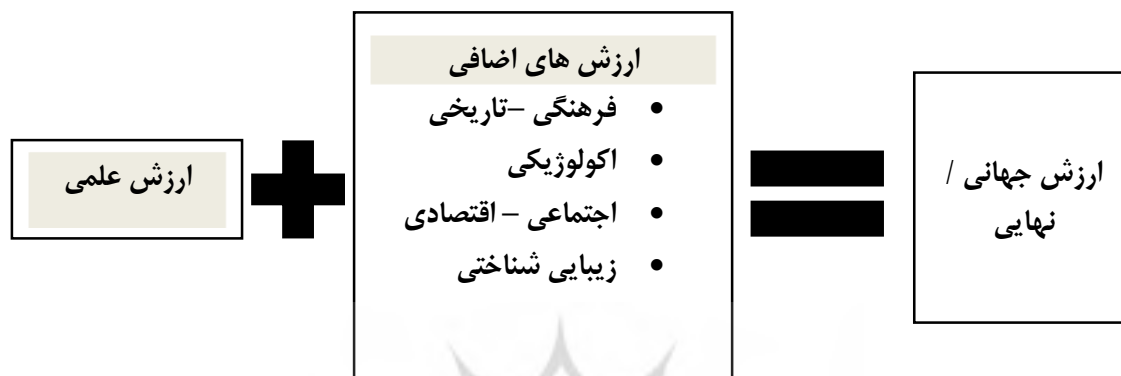 ارزش علمی
ارزش های اضافی
• فرهنگی –تاریخی
• اکولوژیکی
• اجتماعی – اقتصادی
• زیبایی شناختی
ارزش جهانی /
نهایی